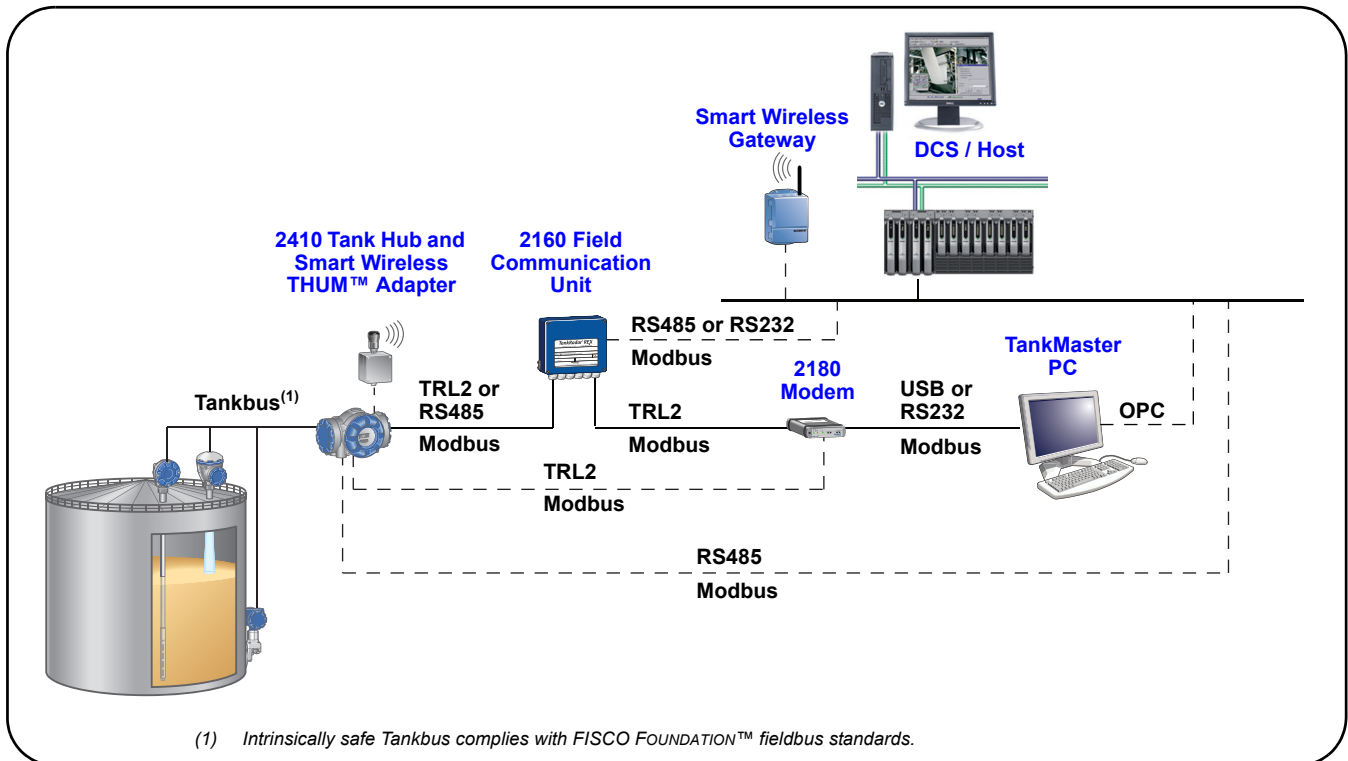 Smart Wireless
Gateway
DCS / Host
2410 Tank Hub and
Smart Wireless
THUM™ Adapter
2160 Field
Communication
Unit
TankRadar REX
RS485 or RS232
Modbus
TankMaster
PC
2180
Modem
Tankbus(1)
TRL2 or
RS485
Modbus
TRL2
Modbus
USB or
RS232
Modbus
OPC
TRL2
Modbus
RS485
Modbus
(1) Intrinsically safe Tankbus complies with FISCO FOUNDATION™ fieldbus standards.